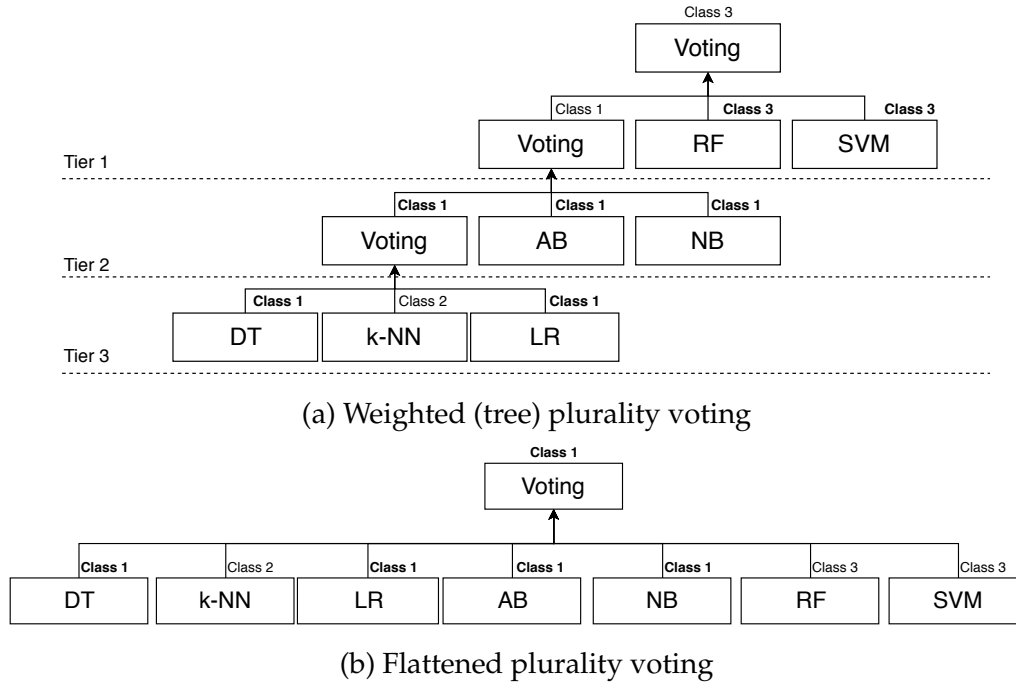 Class 3
Voting
Class 1 Class 3 Class 3
Voting RF SVM
Tier 1
Class 1 Class 1 Class 1
Voting AB NB
Tier 2
Class 1 Class 2 Class 1
DT k-NN LR
Tier 3
(a) Weighted (tree) plurality voting
Class 1
Voting
Class 1 Class 2 Class 1 Class 1 Class 1 Class 3 Class 3
DT k-NN LR AB NB RF SVM
(b) Flattened plurality voting